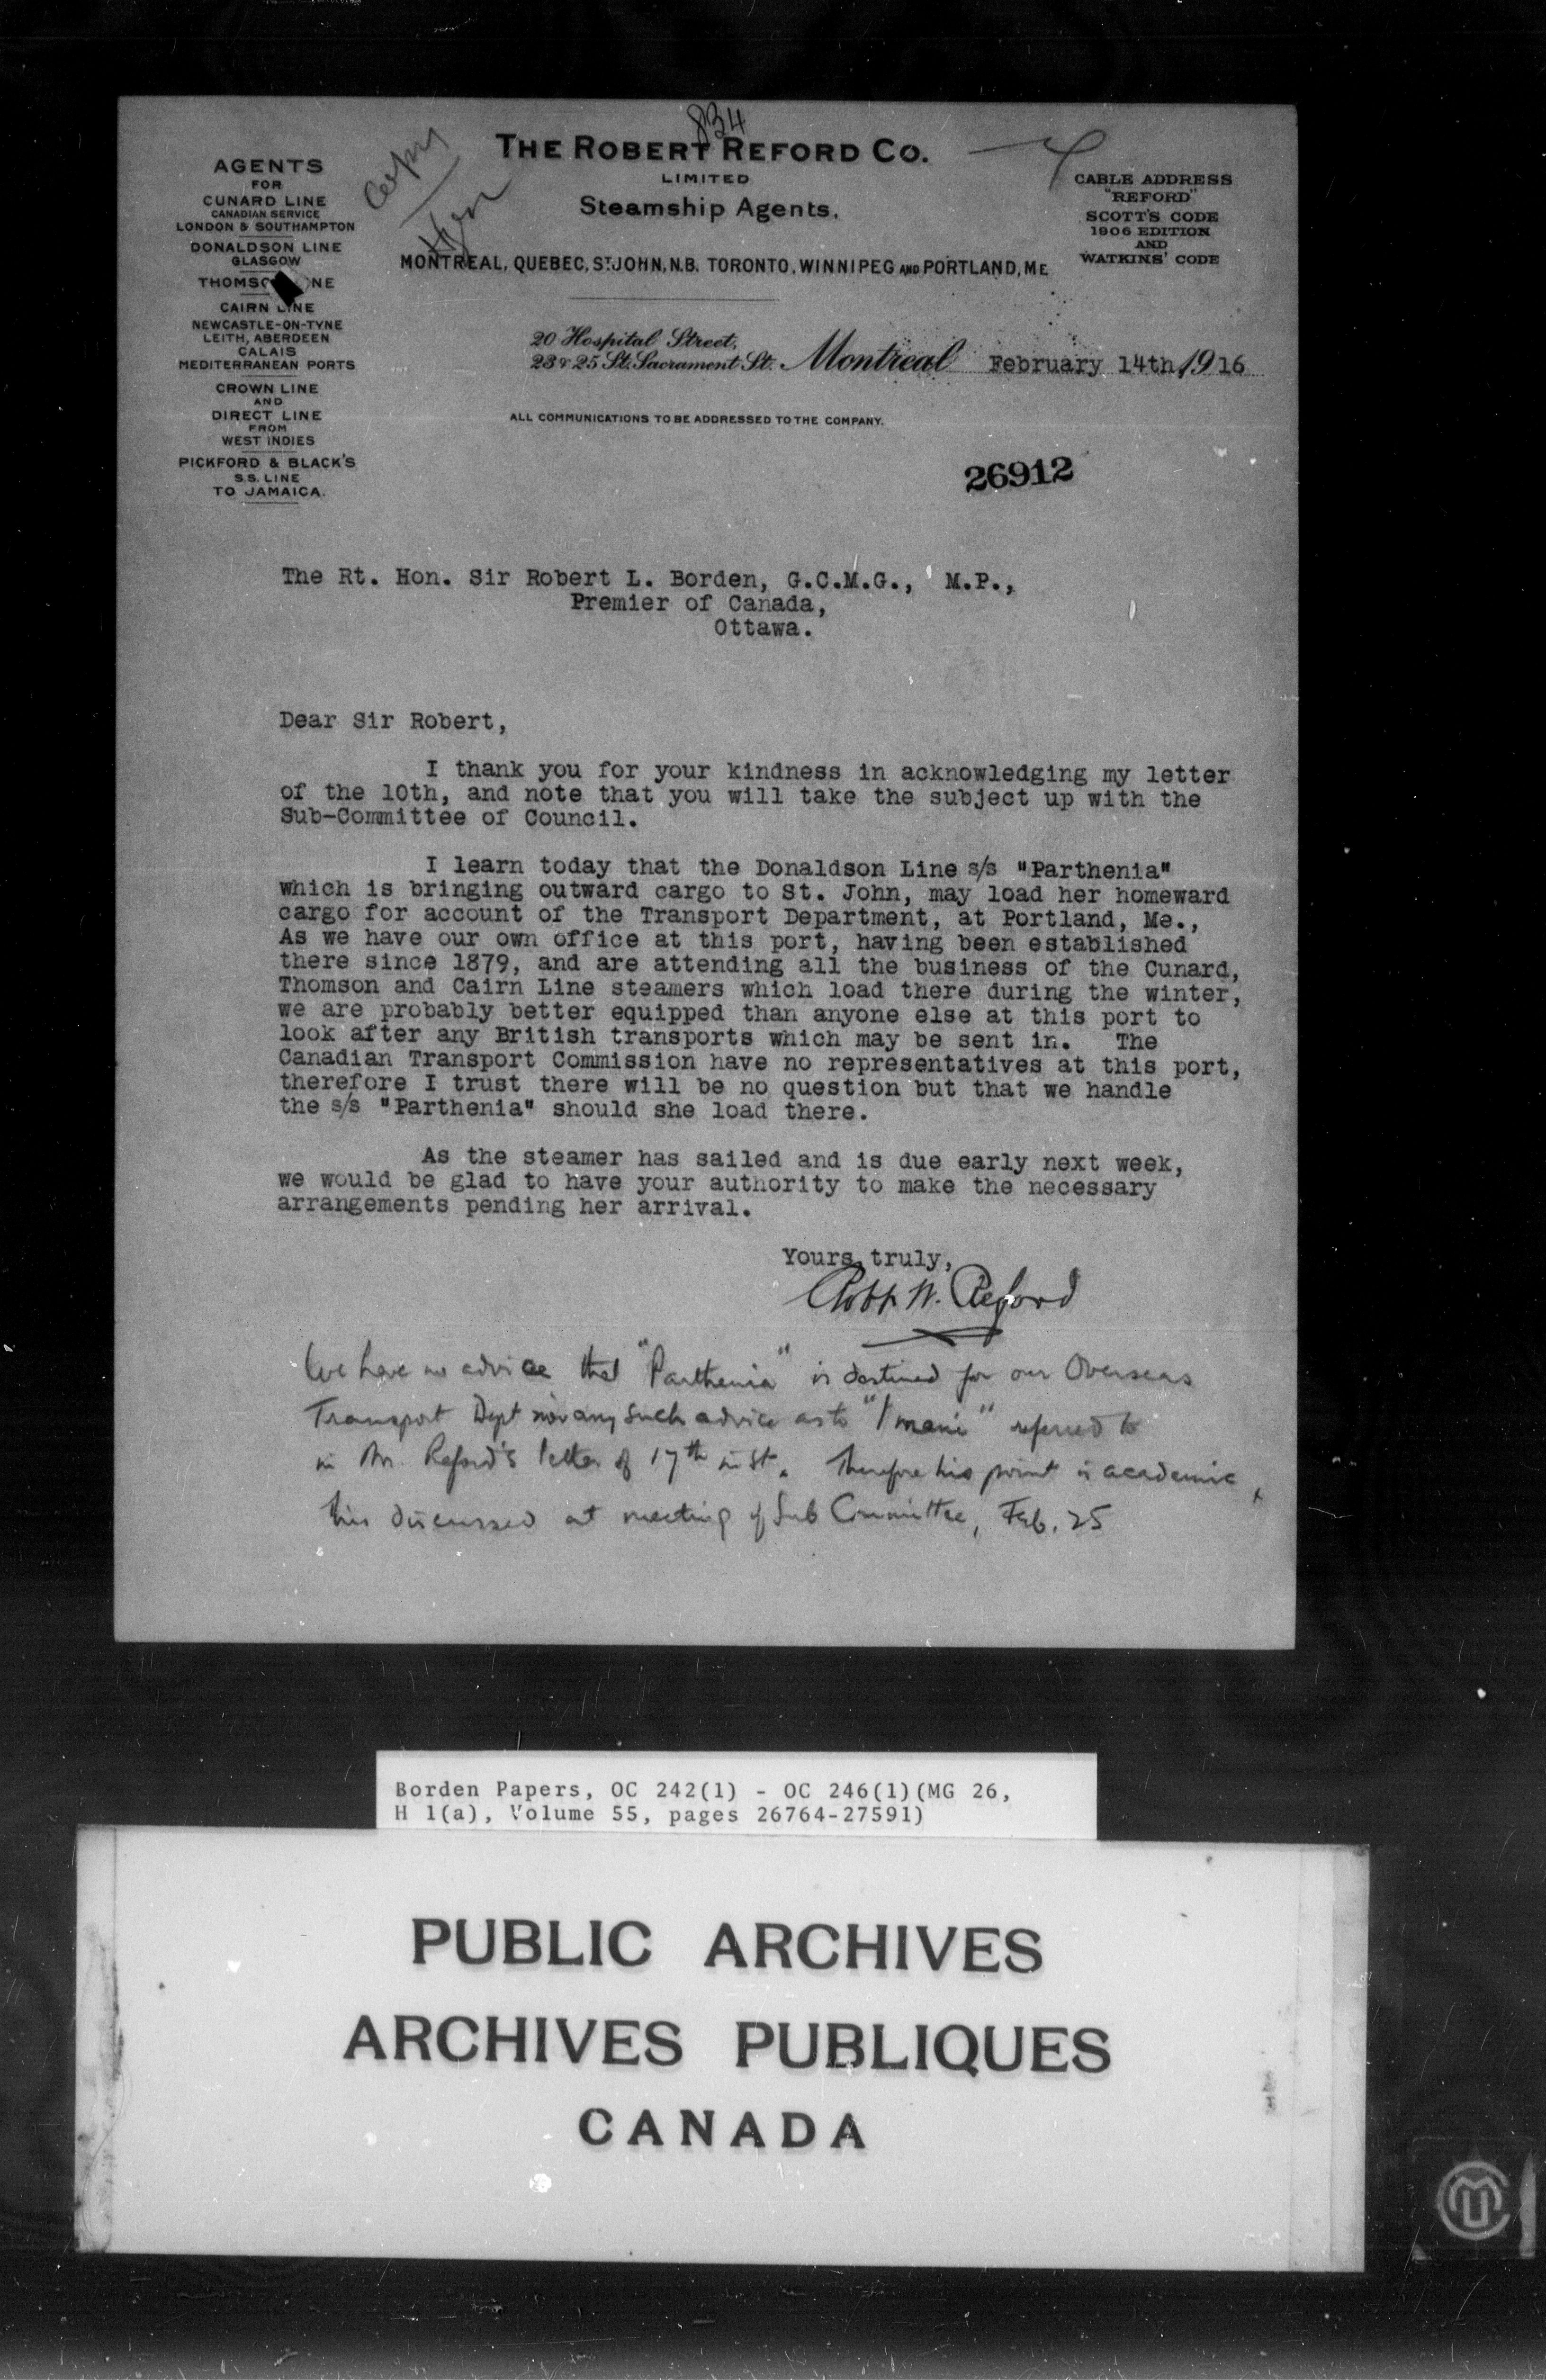 834
THE ROBERT REFORD CO.
LIMITED
Steamship Agents.
MONTREAL, QUEBEC, ST. JOHN, N.B. TORONTO, WINNIPEG AND PORTLAND, ME
Copy
AGENTS
FOR
CUNARD LINE
CANADIAN SERVICE
LONDON & SOUTHAMPTON
DONALDSON LINE
GLASGOW
THOMSO NE
CAIRN LINE
NEWCASTLE-ON-TYNE
LEITH, ABERDEEN
CALAIS
MEDITERRANEAN PORTS
CROWN LINE
AND
DIRECT LINE
FROM
WEST INDIES
PICKFORD & BLACK'S
S.S. LINE
TO JAMAICA.
CABLE ADDRESS
"REFORD"
SCOTT'S CODE
1906 EDITION
AND
WATKINS' CODE
20 Hospital Street,
23 & 25 St. Sacrament St. Montreal February 14th 1916
ALL COMMUNICATIONS TO BE ADDRESSED TO THE COMPANY.
26912
The Rt. Hon. Sir Robert L. Borden, G.C.M.G., M.P.,
Premier of Canada,
Ottawa.
Dear Sir Robert,
I thank you for your kindness in acknowledging my letter
of the 10th, and note that you will take the subject up with the
Sub-Committee of Council.
I learn today that the Donaldson Line s/s "Parthenia"
which is bringing outward cargo to St. John, may load her homeward
cargo for account of the Transport Department, at Portland, Me.,
As we have our own office at this port, having been established
there since 1879, and are attending all the business of the Cunard,
Thomson and Cairn Line steamers which load there during the winter,
we are probably better equipped than anyone else at this port to
look after any British transports which may be sent in. The
Canadian Transport Commission have no representatives at this port,
therefore I trust there will be no question but that we handle
the s/s "Parthenia" should she load there.
As the steamer has sailed and is due early next week,
we would be glad to have your authority to make the necessary
arrangements pending her arrival.
Yours truly,
Robt. W. Reford
We have no advice that "Parthenia" is destined for our Overseas
Transport Dept nor any such advice as to "Imani" referred to
in Mr. Reford's letter of 17th inst. Therefore his point is academic,
this discussed at meeting of Sub Committee, Feb. 25
Borden Papers, OC 242(1) - OC 246(1)(MG 26,
H 1(a), Volume 55, pages 26764-27591)
PUBLIC ARCHIVES
ARCHIVES PUBLIQUES
CANADA